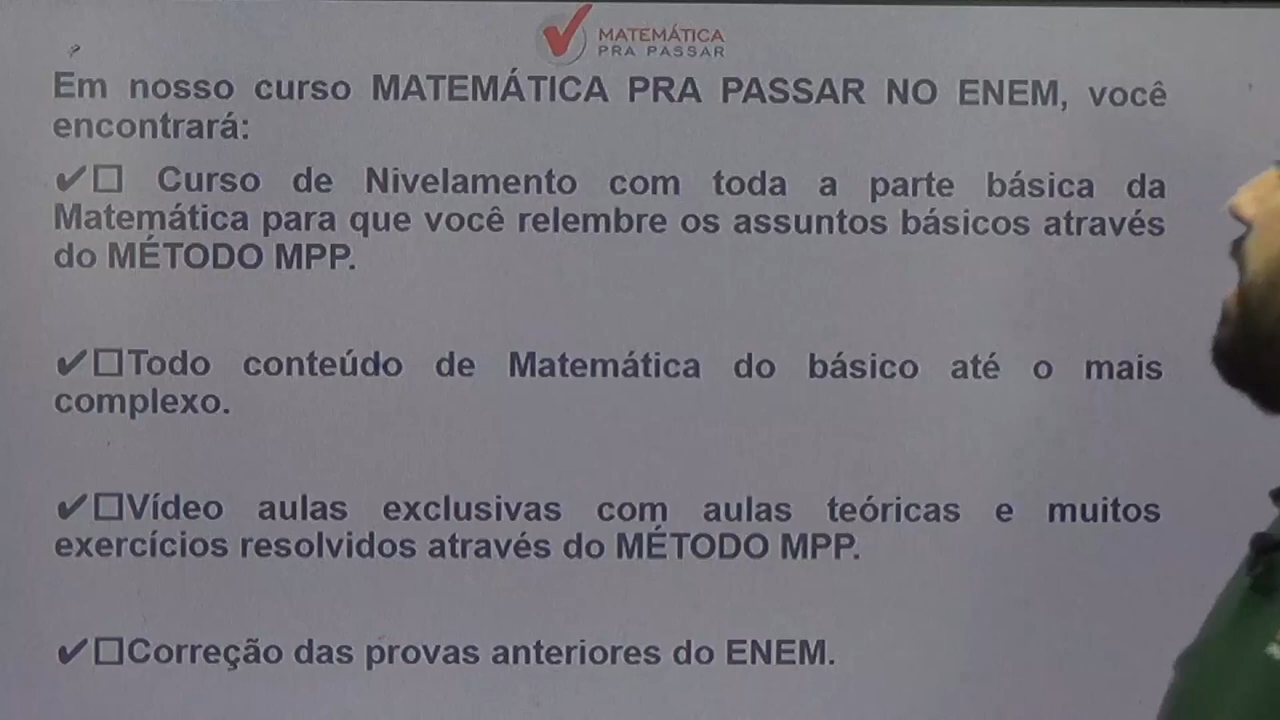 MATEMÁTICA
PRA PASSAR
Em nosso curso MATEMÁTICA PRA PASSAR NO ENEM, você
encontrará:
✔☐ Curso de Nivelamento com toda a parte básica da
Matemática para que você relembre os assuntos básicos através
do MÉTODO MPP.
✔☐Todo conteúdo de Matemática do básico até o mais
complexo.
✔☐Vídeo aulas exclusivas com aulas teóricas e muitos
exercícios resolvidos através do MÉTODO MPP.
✔☐Correção das provas anteriores do ENEM.